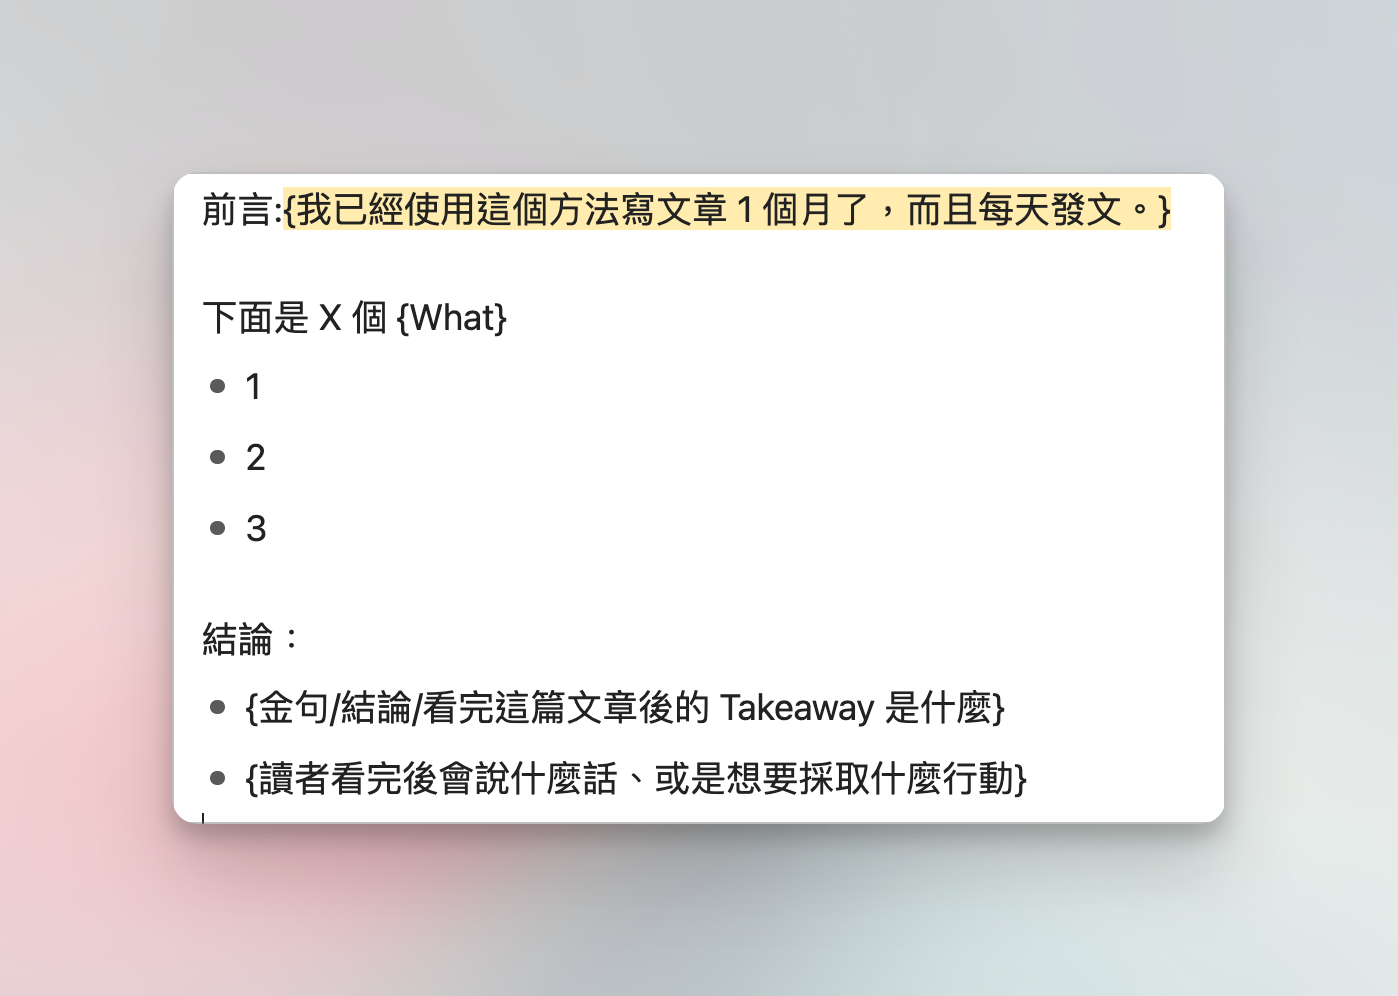 前言:{我已經使用這個方法寫文章 1 個月了，而且每天發文。}
下面是 X 個 {What}
• 1
• 2
• 3
結論：
• {金句/結論/看完這篇文章後的 Takeaway 是什麼}
• {讀者看完後會說什麼話、或是想要採取什麼行動}